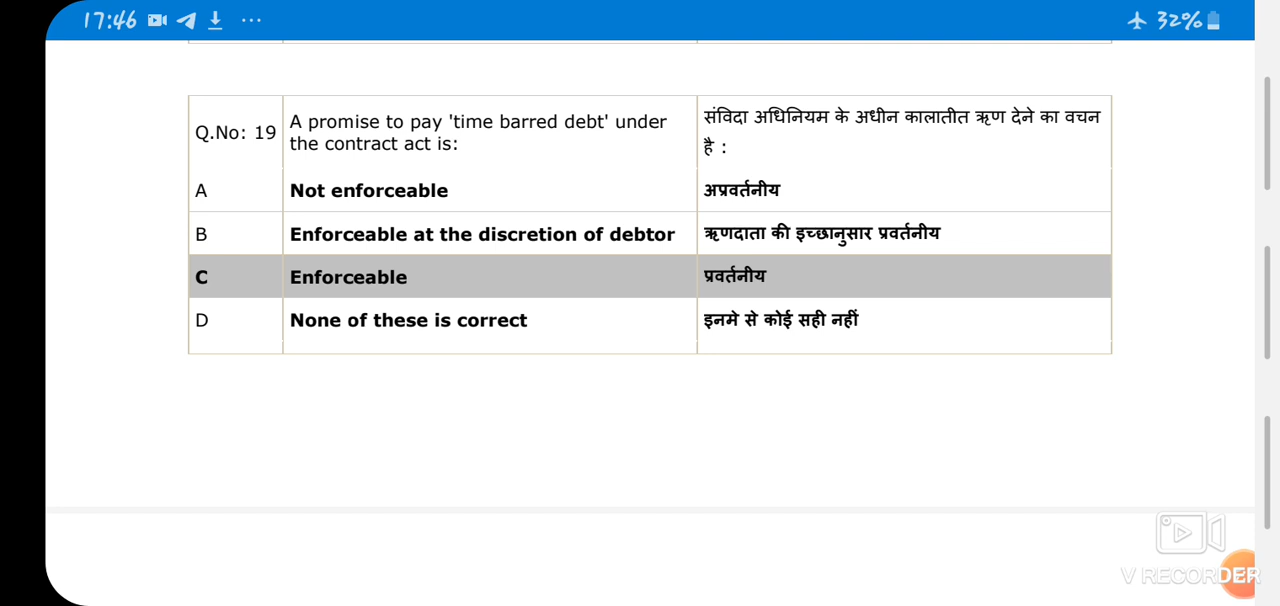 17:46 ... 32%
Q.No: 19
A promise to pay 'time barred debt' under
the contract act is:
संविदा अधिनियम के अधीन कालातीत ऋण देने का वचन
है :
A Not enforceable अप्रवर्तनीय
B Enforceable at the discretion of debtor ऋणदाता की इच्छानुसार प्रवर्तनीय
C Enforceable प्रवर्तनीय
D None of these is correct इनमे से कोई सही नहीं
V RECORDER